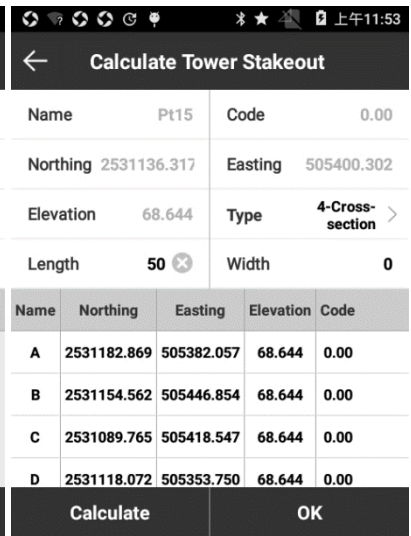 上午11:53
Calculate Tower Stakeout
Name Pt15 Code 0.00
Northing 2531136.317 Easting 505400.302
Elevation 68.644 Type 4-Cross-
section
Length 50 Width 0
Name Northing Easting Elevation Code
A 2531182.869 505382.057 68.644 0.00
B 2531154.562 505446.854 68.644 0.00
C 2531089.765 505418.547 68.644 0.00
D 2531118.072 505353.750 68.644 0.00
Calculate OK